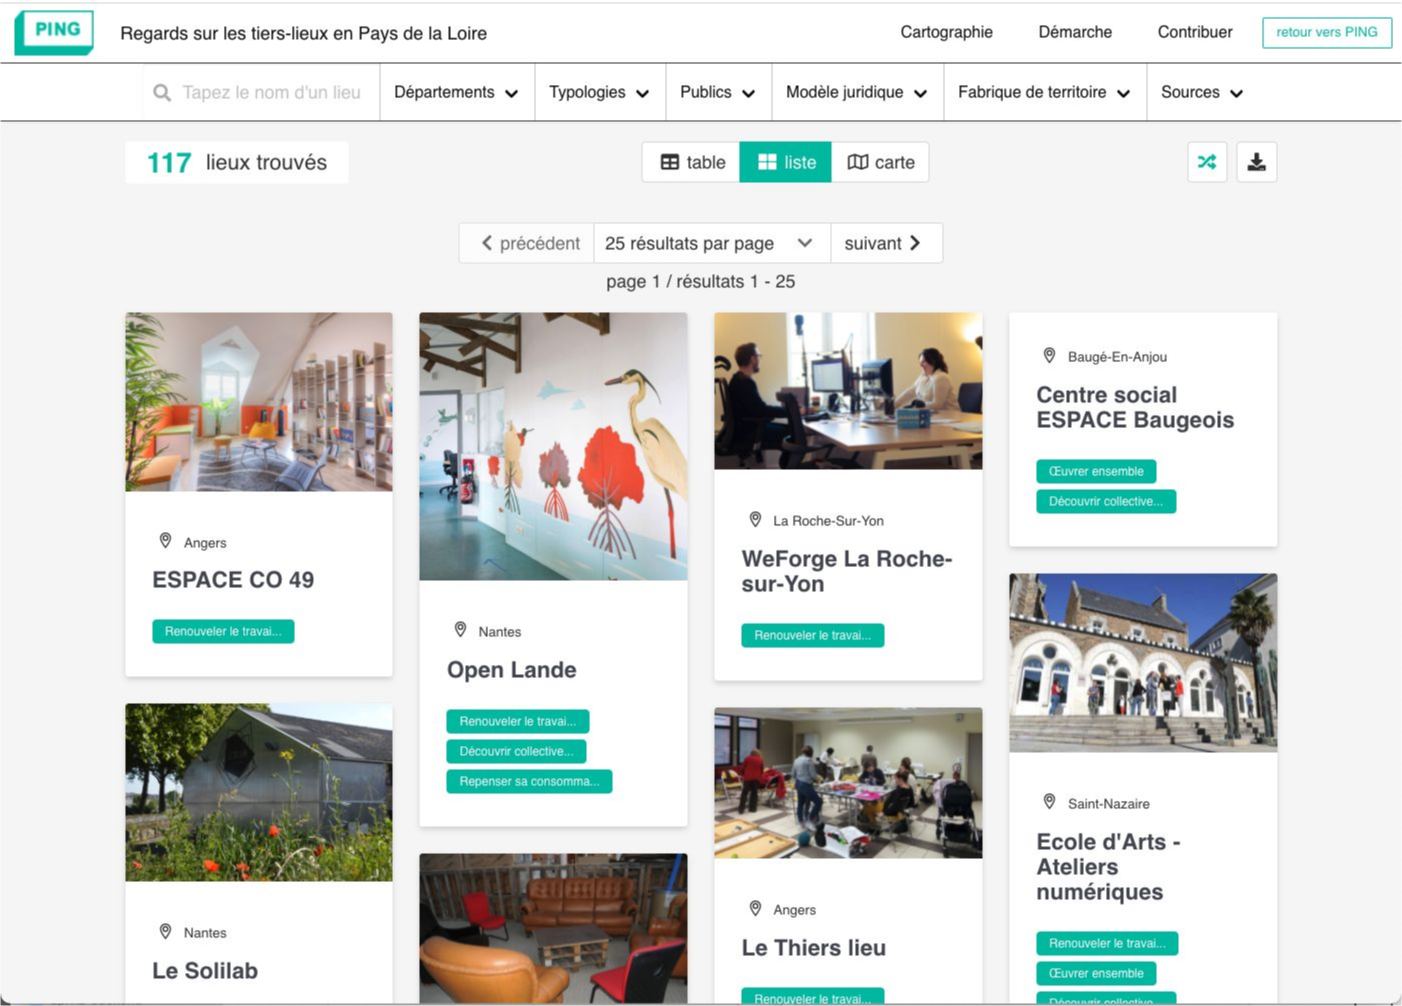 PING
Regards sur les tiers-lieux en Pays de la Loire
Cartographie
Démarche
Contribuer
retour vers PING
Tapez le nom d'un lieu
Départements
Typologies
Publics
Modèle juridique
Fabrique de territoire
Sources
117 lieux trouvés
table
liste
carte
précédent
25 résultats par page
suivant
page 1 / résultats 1 - 25
Angers
ESPACE CO 49
Renouveler le travai...
Nantes
Le Solilab
Nantes
Open Lande
Renouveler le travai...
Découvrir collective...
Repenser sa consomma...
La Roche-Sur-Yon
WeForge La Roche-
sur-Yon
Renouveler le travai...
Angers
Le Thiers lieu
Renouveler le travai...
Baugé-En-Anjou
Centre social
ESPACE Baugeois
Œuvrer ensemble
Découvrir collective...
Saint-Nazaire
Ecole d'Arts -
Ateliers
numériques
Renouveler le travai...
Œuvrer ensemble
Découvrir collective...